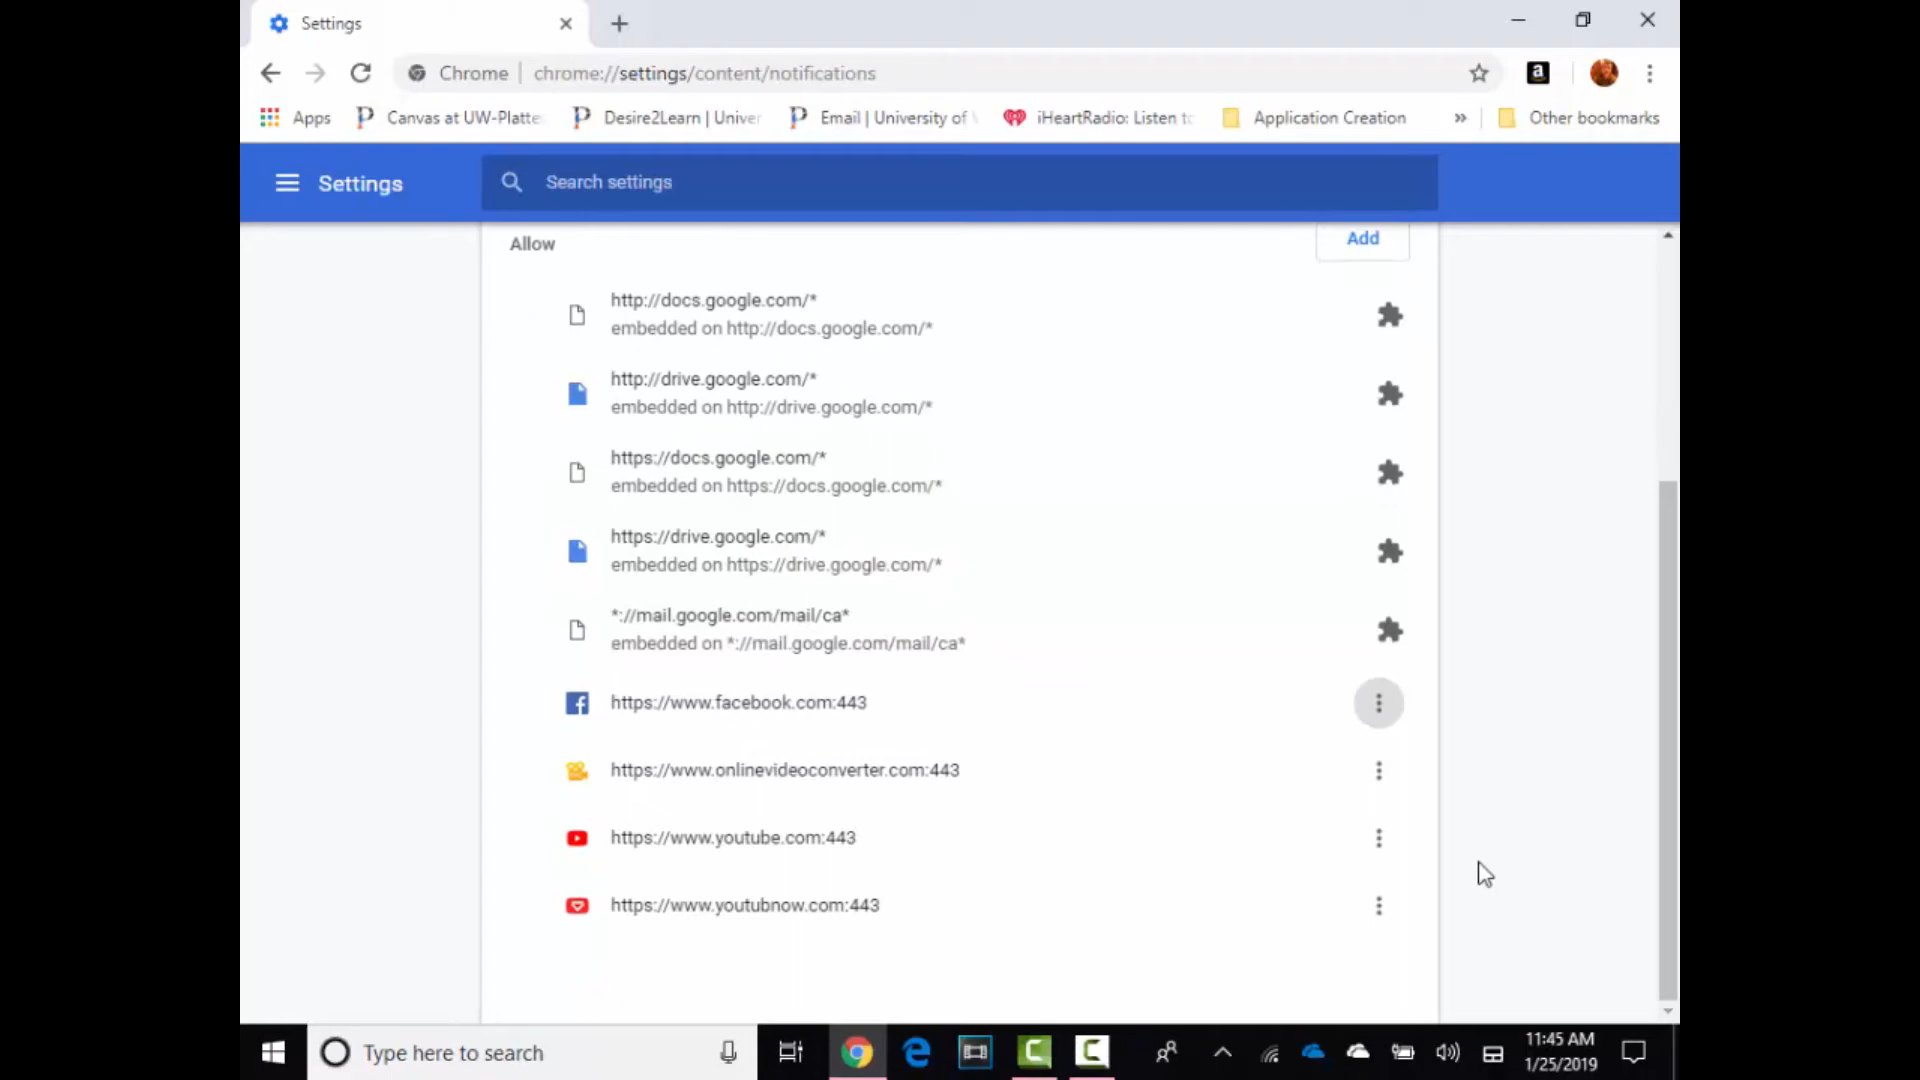 Settings
Chrome | chrome://settings/content/notifications
Apps
Canvas at UW-Platte
Desire2Learn | Univer
Email | University of
iHeartRadio: Listen to
Application Creation
»
Other bookmarks
Settings
Search settings
Allow
Add
http://docs.google.com/*
embedded on http://docs.google.com/*
http://drive.google.com/*
embedded on http://drive.google.com/*
https://docs.google.com/*
embedded on https://docs.google.com/*
https://drive.google.com/*
embedded on https://drive.google.com/*
*://mail.google.com/mail/ca*
embedded on *://mail.google.com/mail/ca*
https://www.facebook.com:443
https://www.onlinevideoconverter.com:443
https://www.youtube.com:443
https://www.youtubnow.com:443
Type here to search
11:45 AM
1/25/2019